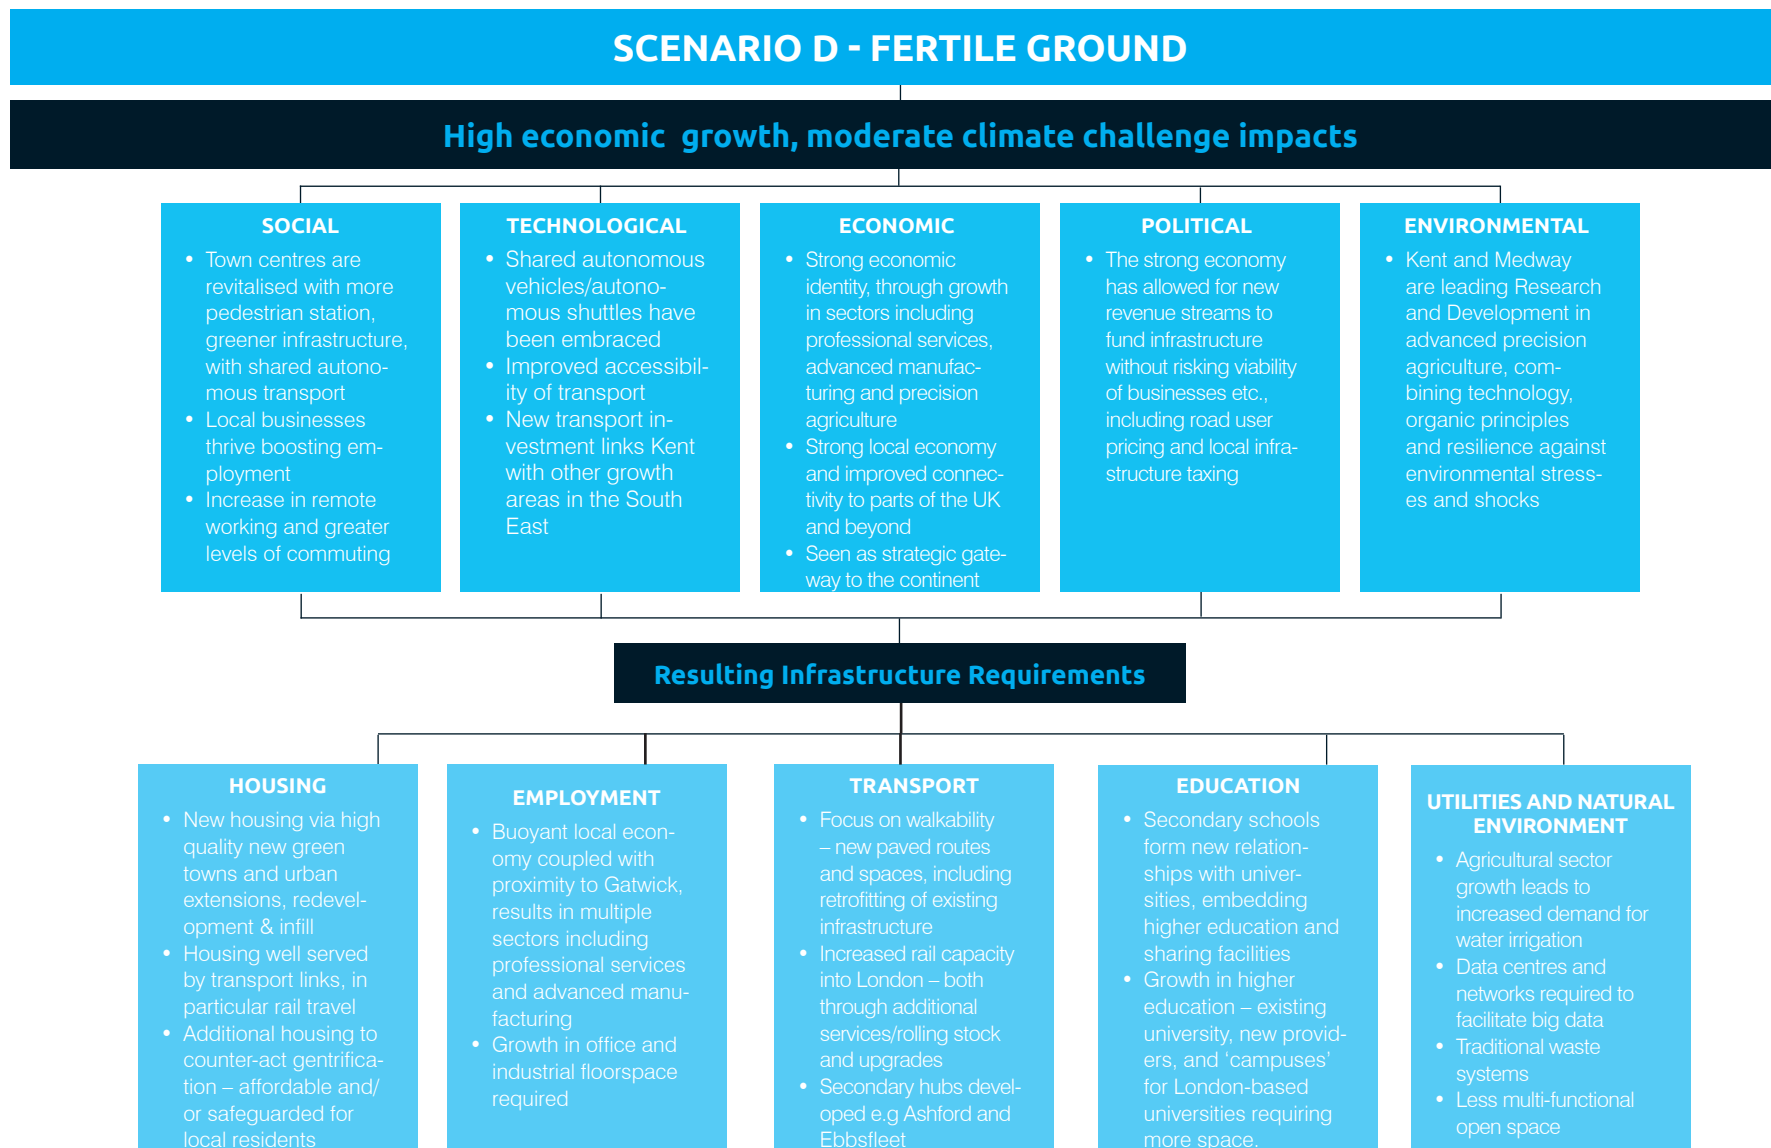 SCENARIO D - FERTILE GROUND
High economic growth, moderate climate challenge impacts
SOCIAL
• Town centres are
revitalised with more
pedestrian station,
greener infrastructure,
with shared autono-
mous transport
• Local businesses
thrive boosting em-
ployment
• Increase in remote
working and greater
levels of commuting
TECHNOLOGICAL
• Shared autonomous
vehicles/autono-
mous shuttles have
been embraced
• Improved accessibil-
ity of transport
• New transport in-
vestment links Kent
with other growth
areas in the South
East
ECONOMIC
• Strong economic
identity, through growth
in sectors including
professional services,
advanced manufac-
turing and precision
agriculture
• Strong local economy
and improved connec-
tivity to parts of the UK
and beyond
• Seen as strategic gate-
way to the continent
POLITICAL
• The strong economy
has allowed for new
revenue streams to
fund infrastructure
without risking viability
of businesses etc.,
including road user
pricing and local infra-
structure taxing
ENVIRONMENTAL
• Kent and Medway
are leading Research
and Development in
advanced precision
agriculture, com-
bining technology,
organic principles
and resilience against
environmental stress-
es and shocks
Resulting Infrastructure Requirements
HOUSING
• New housing via high
quality new green
towns and urban
extensions, redevel-
opment & infill
• Housing well served
by transport links, in
particular rail travel
• Additional housing to
counter-act gentrifica-
tion – affordable and/
or safeguarded for
local residents
EMPLOYMENT
• Buoyant local econ-
omy coupled with
proximity to Gatwick,
results in multiple
sectors including
professional services
and advanced manu-
facturing
• Growth in office and
industrial floorspace
required
TRANSPORT
• Focus on walkability
– new paved routes
and spaces, including
retrofitting of existing
infrastructure
• Increased rail capacity
into London – both
through additional
services/rolling stock
and upgrades
• Secondary hubs devel-
oped e.g Ashford and
Ebbsfleet
EDUCATION
• Secondary schools
form new relation-
ships with univer-
sities, embedding
higher education and
sharing facilities
• Growth in higher
education – existing
university, new provid-
ers, and ‘campuses’
for London-based
universities requiring
more space.
UTILITIES AND NATURAL
ENVIRONMENT
• Agricultural sector
growth leads to
increased demand for
water irrigation
• Data centres and
networks required to
facilitate big data
• Traditional waste
systems
• Less multi-functional
open space